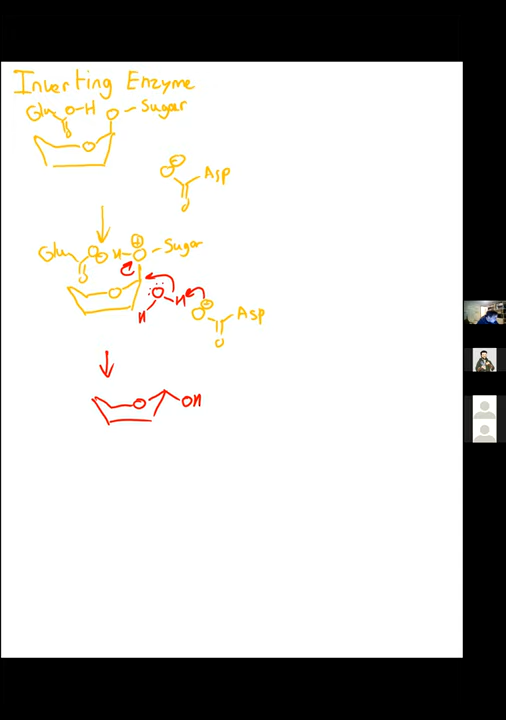 Inverting Enzyme
Glu O-H O - Sugar
O
O
O ⊖ Asp
O
Glu O ⊖ H-O ⊕ - Sugar
O
O :O: H O ⊖ Asp
H
O
O OH